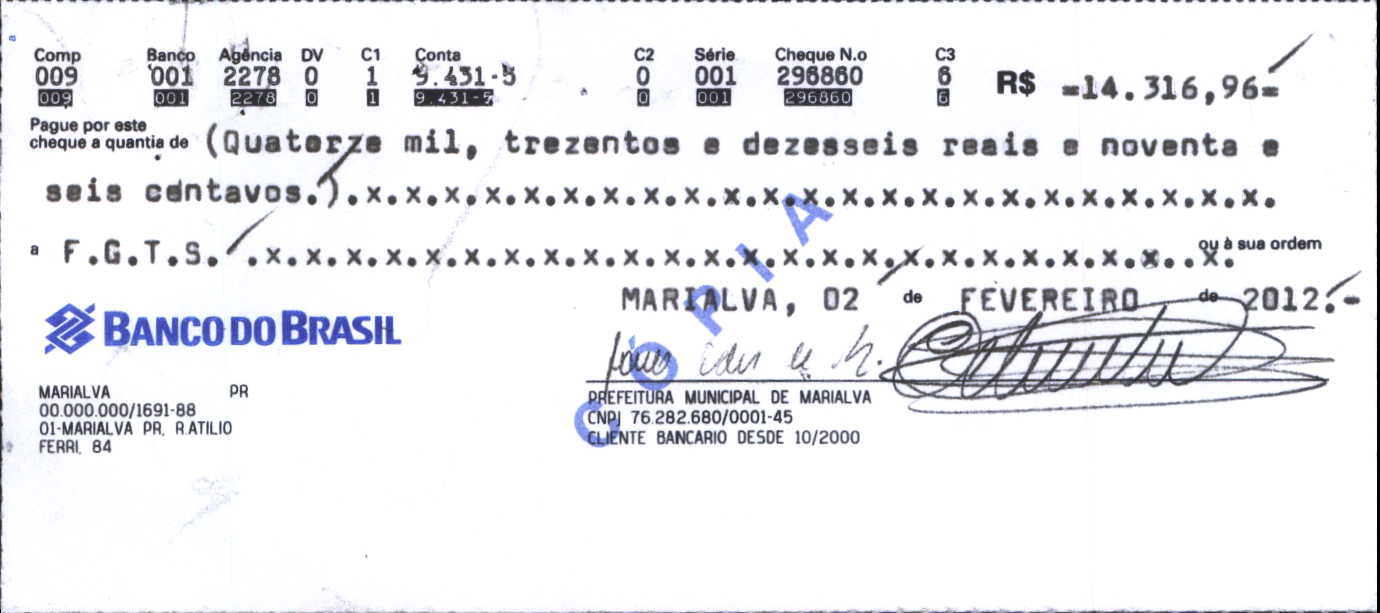 Comp Banco Agência DV C1 Conta C2 Série Cheque N.o C3
009 001 2278 0 1 9.431-5 0 001 296860 6 R$ =14.316,96=
009 001 2278 0 1 9.431-5 0 001 296860 6
Pague por este
cheque a quantia de (Quatorze mil, trezentos e dezesseis reais e noventa e
seis centavos.).x.x.x.x.x.x.x.x.x.x.x.x.x.x.x.x.x.x.x.x.x.x.x.
a F.G.T.S. .x.x.x.x.x.x.x.x.x.x.x.x.x.x.x.x.x.x.x.x.x.x.x..x. ou à sua ordem
MARIALVA, 02 de FEVEREIRO de 2012.-
BANCO DO BRASIL
CÓPIA
MARIALVA PR
00.000.000/1691-88
01-MARIALVA PR, R.ATILIO
FERRI, 84
PREFEITURA MUNICIPAL DE MARIALVA
CNPJ 76.282.680/0001-45
CLIENTE BANCARIO DESDE 10/2000